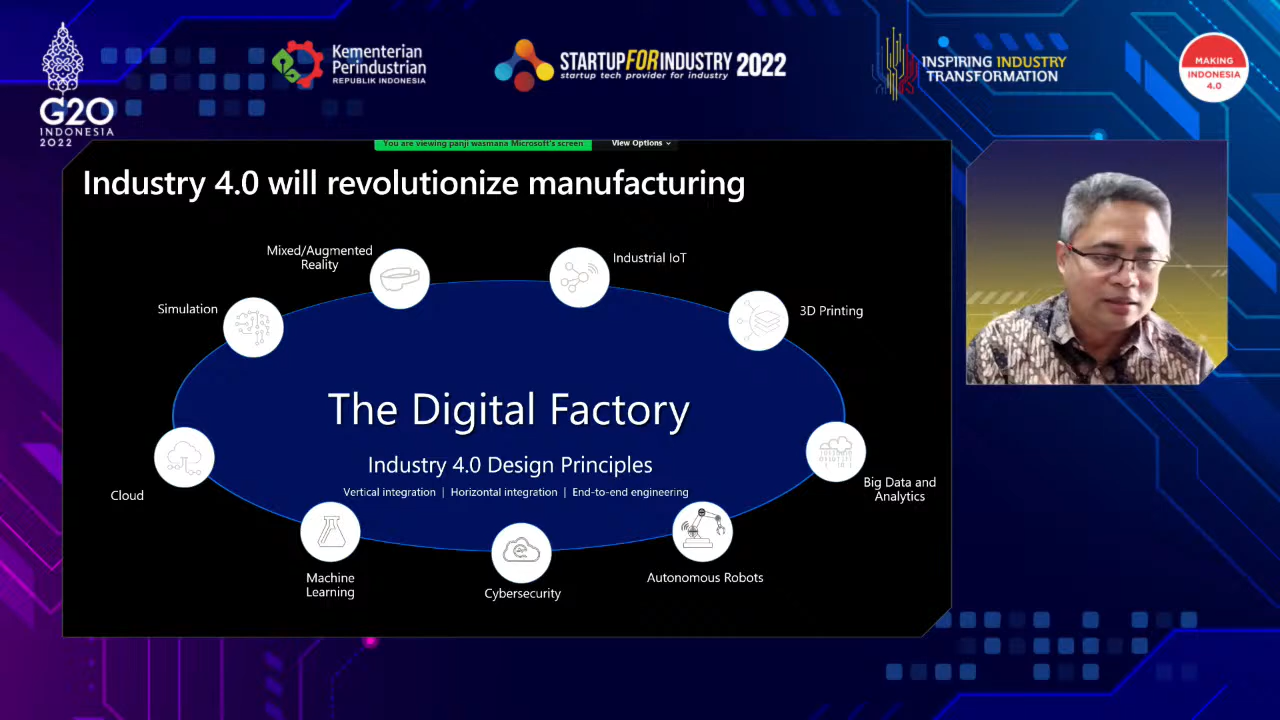 G20
INDONESIA
2022
Kementerian
Perindustrian
REPUBLIK INDONESIA
STARTUPFORINDUSTRY 2022
startup tech provider for industry
INSPIRING INDUSTRY
TRANSFORMATION
MAKING
INDONESIA
4.0
You are viewing panji wasmana Microsoft's screen
View Options
Industry 4.0 will revolutionize manufacturing
Mixed/Augmented
Reality
Industrial IoT
Simulation
3D Printing
The Digital Factory
Industry 4.0 Design Principles
Vertical integration | Horizontal integration | End-to-end engineering
Cloud
Big Data and
Analytics
Machine
Learning
Cybersecurity
Autonomous Robots